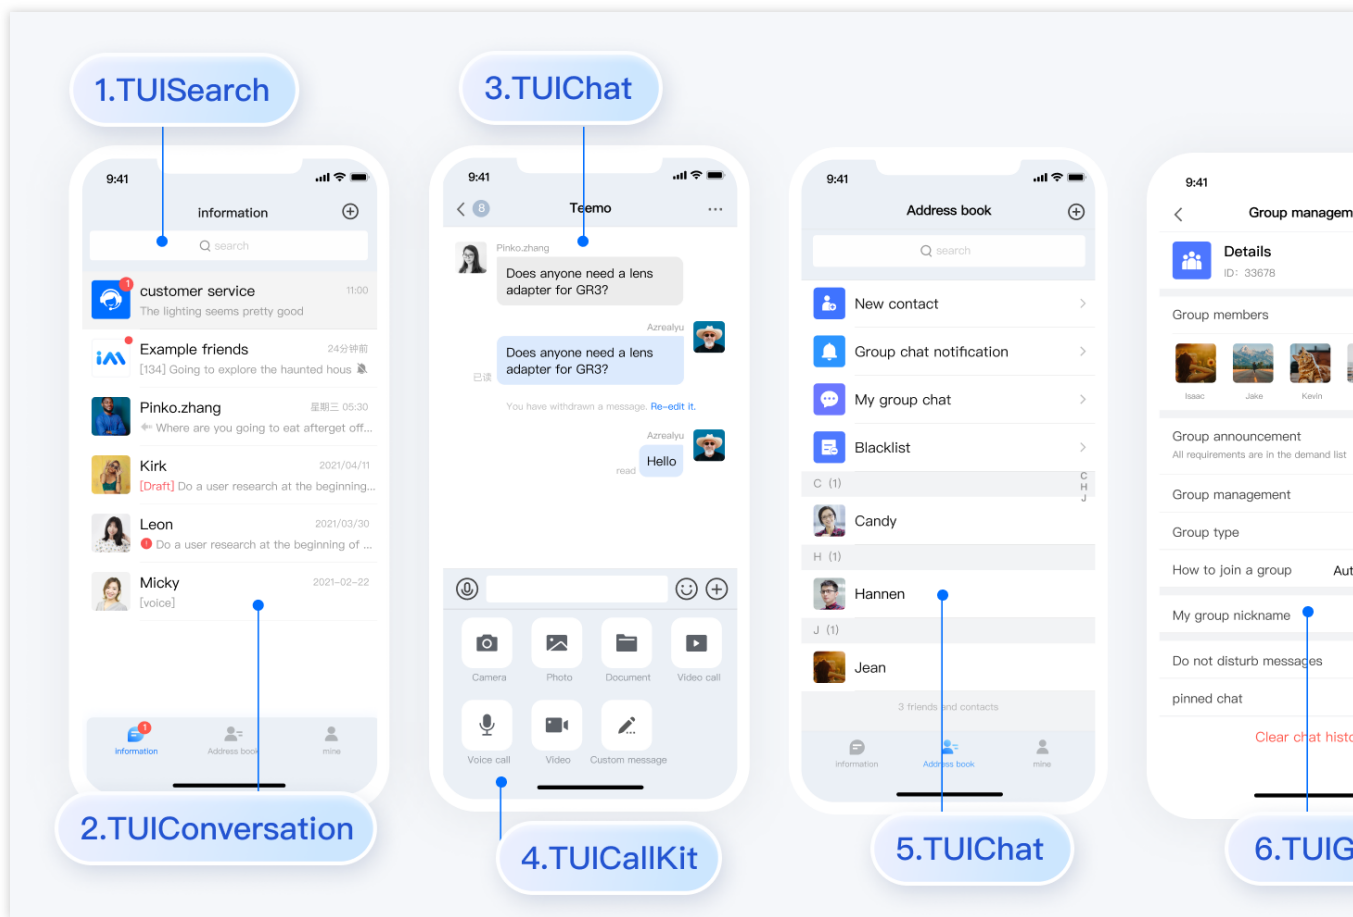 1.TUISearch
9:41
information
search
1
customer service
11:00
The lighting seems pretty good
Example friends
24分钟前
[134] Going to explore the haunted hous
Pinko.zhang
星期三 05:30
Where are you going to eat afterget off...
Kirk
2021/04/11
[Draft] Do a user research at the beginning...
Leon
2021/03/30
Do a user research at the beginning of ...
Micky
2021-02-22
[voice]
1
Information
Address book
mine
2.TUIConversation
3.TUIChat
9:41
8
Teemo
Pinko.zhang
Does anyone need a lens
adapter for GR3?
Azrealyu
Does anyone need a lens
adapter for GR3?
已读
You have withdrawn a message. Re-edit it.
Azrealyu
Hello
read
Camera
Photo
Document
Video call
Voice call
Video
Custom message
4.TUICallKit
9:41
Address book
search
New contact
Group chat notification
My group chat
Blacklist
C (1)
C
H
J
Candy
H (1)
Hannen
J (1)
Jean
3 friends and contacts
information
Address book
mine
5.TUIChat
9:41
Group managem
Details
ID: 33678
Group members
Isaac
Jake
Kevin
Group announcement
All requirements are in the demand list
Group management
Group type
How to join a group
Aut
My group nickname
Do not disturb messages
pinned chat
Clear chat histo
6.TUIG